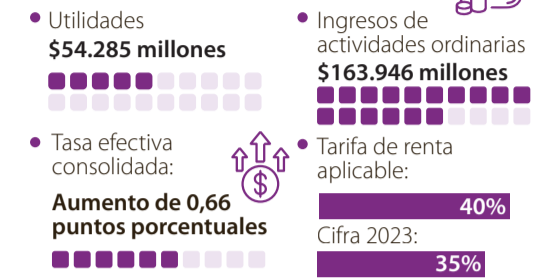 Utilidades
$54.285 millones
Ingresos de
actividades ordinarias
$163.946 millones
Tasa efectiva
consolidada:
Aumento de 0,66
puntos porcentuales
$
Tarifa de renta
aplicable:
40%
Cifra 2023:
35%